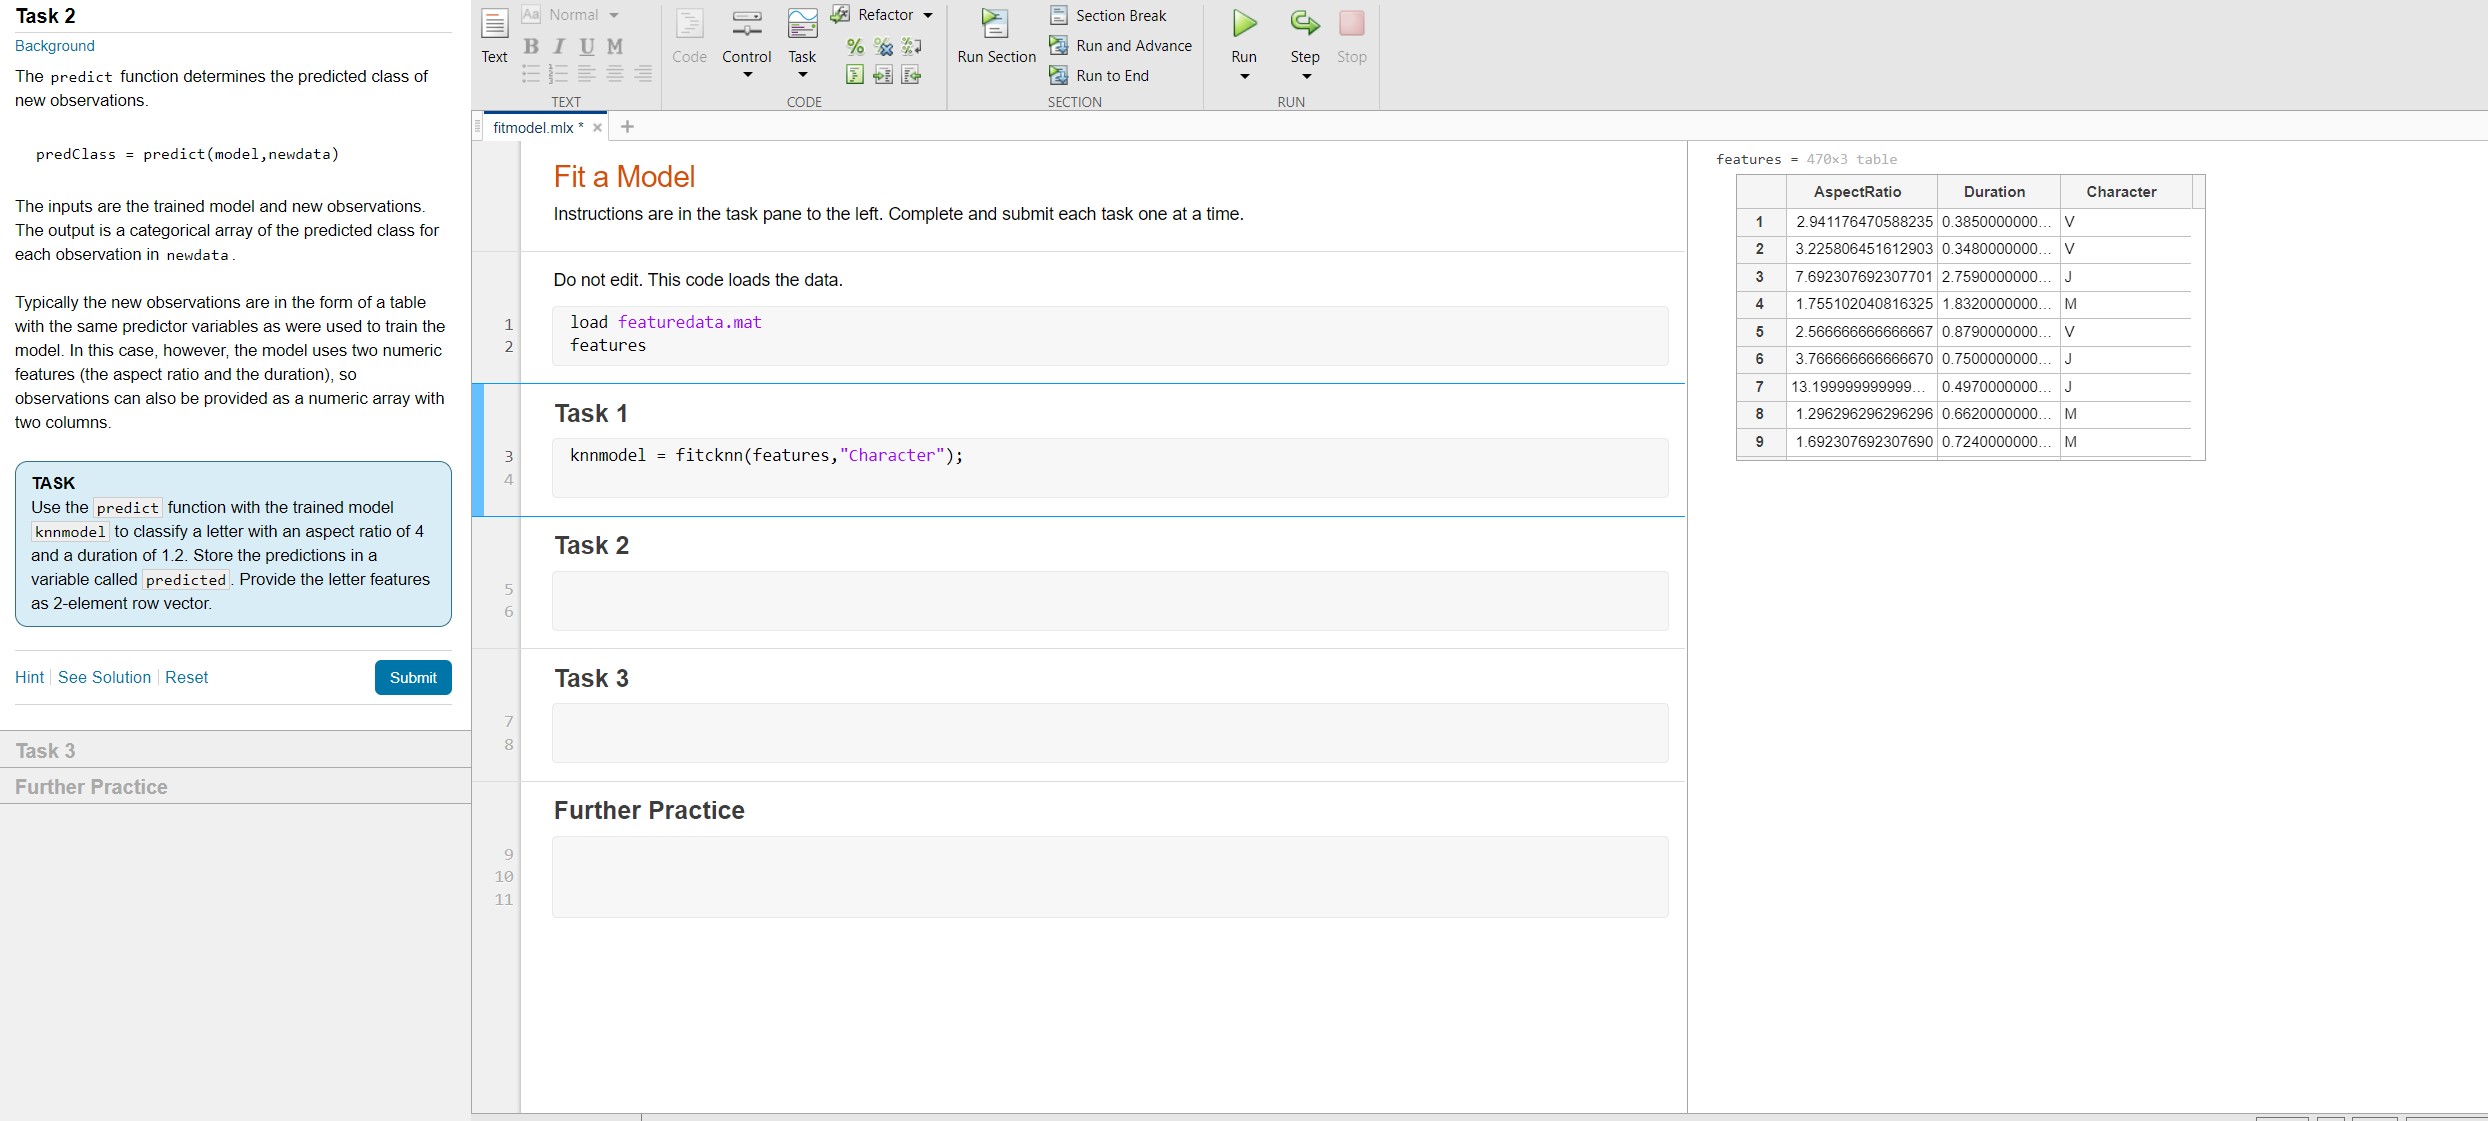 Task 2
Background
The predict function determines the predicted class of
new observations.
predClass = predict(model,newdata)
The inputs are the trained model and new observations.
The output is a categorical array of the predicted class for
each observation in newdata.
Typically the new observations are in the form of a table
with the same predictor variables as were used to train the
model. In this case, however, the model uses two numeric
features (the aspect ratio and the duration), so
observations can also be provided as a numeric array with
two columns.
TASK
Use the predict function with the trained model
knnmodel to classify a letter with an aspect ratio of 4
and a duration of 1.2. Store the predictions in a
variable called predicted. Provide the letter features
as 2-element row vector.
Hint See Solution Reset Submit
Task 3
Further Practice
Text
Aa Normal
B I U M
TEXT
Code Control Task
Refactor
CODE
Run Section
Section Break
Run and Advance
Run to End
SECTION
Run Step Stop
RUN
fitmodel.mlx * × +
Fit a Model
Instructions are in the task pane to the left. Complete and submit each task one at a time.
Do not edit. This code loads the data.
1 load featuredata.mat
2 features
Task 1
3 knnmodel = fitcknn(features,"Character");
4
Task 2
5
6
Task 3
7
8
Further Practice
9
10
11
features = 470×3 table
AspectRatio Duration Character
1 2.941176470588235 0.3850000000... V
2 3.225806451612903 0.3480000000... V
3 7.692307692307701 2.7590000000... J
4 1.755102040816325 1.8320000000... M
5 2.566666666666667 0.8790000000... V
6 3.766666666666670 0.7500000000... J
7 13.199999999999... 0.4970000000... J
8 1.296296296296296 0.6620000000... M
9 1.692307692307690 0.7240000000... M